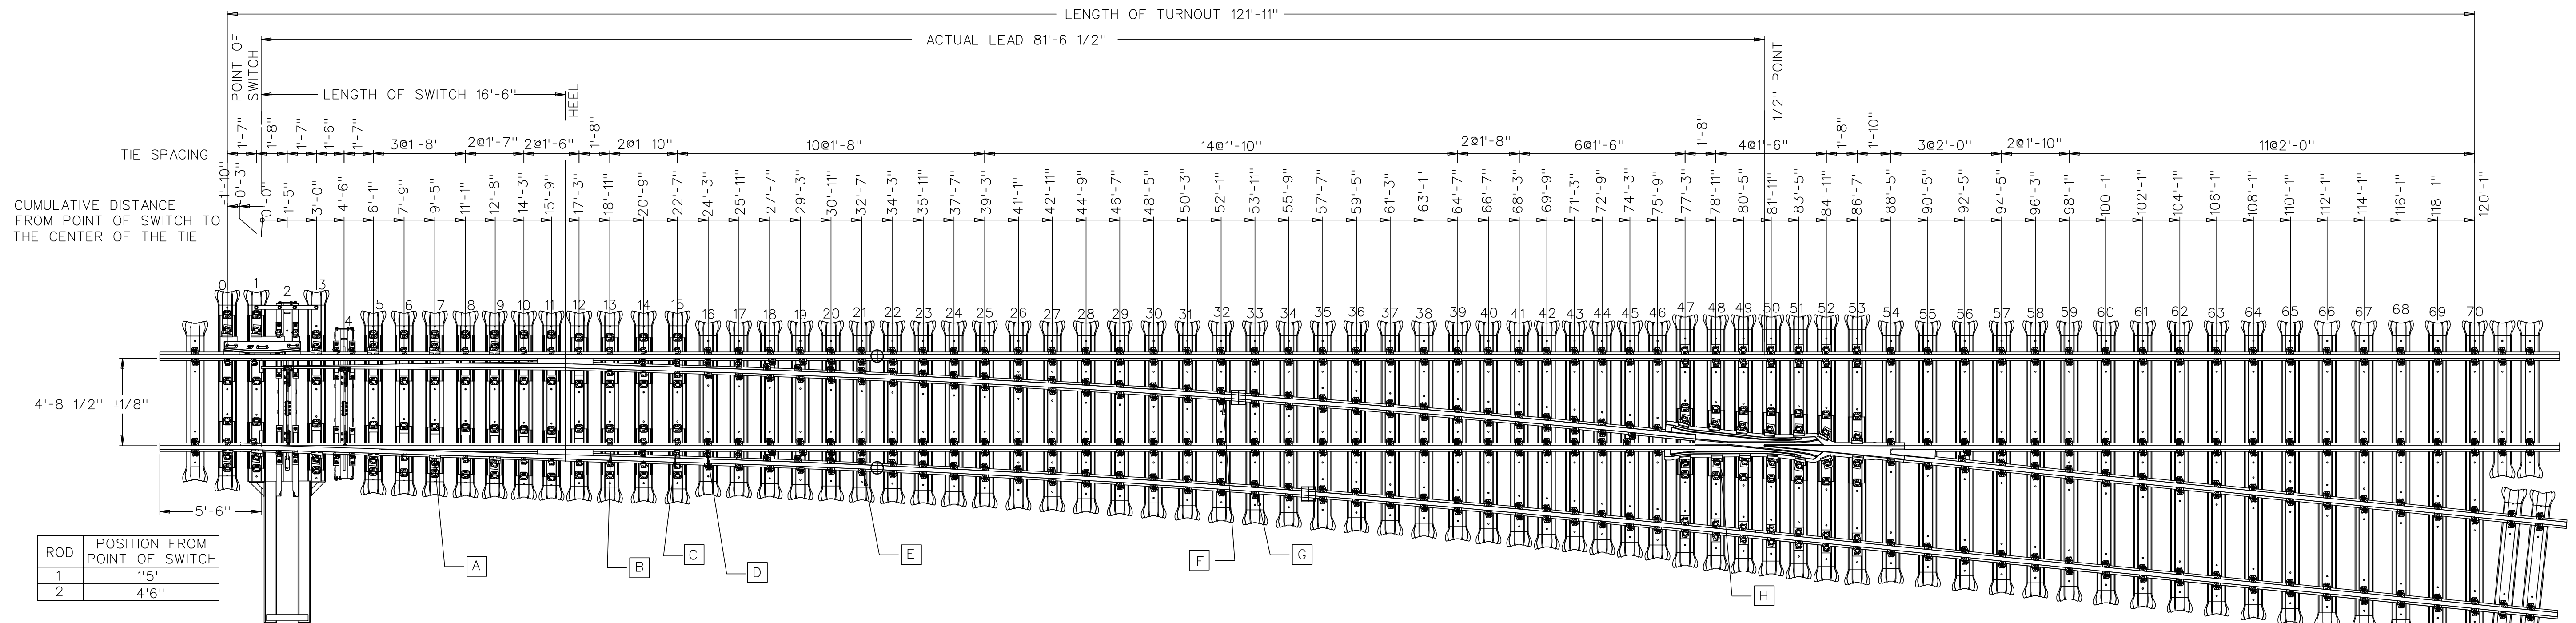 LENGTH OF TURNOUT 121'-11"
ACTUAL LEAD 81'-6 1/2"
POINT OF
SWITCH
LENGTH OF SWITCH 16'-6"
HEEL
1/2" POINT
TIE SPACING
1'-7" 1'-8" 1'-7" 1'-6" 1'-7" 3@1'-8" 2@1'-7" 2@1'-6" 1'-8" 2@1'-10" 10@1'-8" 14@1'-10" 2@1'-8" 6@1'-6" 1'-8" 4@1'-6" 1'-8" 1'-10" 3@2'-0" 2@1'-10" 11@2'-0"
CUMULATIVE DISTANCE
FROM POINT OF SWITCH TO
THE CENTER OF THE TIE
-1'-10" -0'-3" 0'-0" 1'-5" 3'-0" 4'-6" 6'-1" 7'-9" 9'-5" 11'-1" 12'-8" 14'-3" 15'-9" 17'-3" 18'-11" 20'-9" 22'-7" 24'-3" 25'-11" 27'-7" 29'-3" 30'-11" 32'-7" 34'-3" 35'-11" 37'-7" 39'-3" 41'-1" 42'-11" 44'-9" 46'-7" 48'-5" 50'-3" 52'-1" 53'-11" 55'-9" 57'-7" 59'-5" 61'-3" 63'-1" 64'-7" 66'-7" 68'-3" 69'-9" 71'-3" 72'-9" 74'-3" 75'-9" 77'-3" 78'-11" 80'-5" 81'-11" 83'-5" 84'-11" 86'-7" 88'-5" 90'-5" 92'-5" 94'-5" 96'-3" 98'-1" 100'-1" 102'-1" 104'-1" 106'-1" 108'-1" 110'-1" 112'-1" 114'-1" 116'-1" 118'-1" 120'-1"
0 1 2 3 4 5 6 7 8 9 10 11 12 13 14 15 16 17 18 19 20 21 22 23 24 25 26 27 28 29 30 31 32 33 34 35 36 37 38 39 40 41 42 43 44 45 46 47 48 49 50 51 52 53 54 55 56 57 58 59 60 61 62 63 64 65 66 67 68 69 70
4'-8 1/2" ±1/8"
5'-6"
A B C D E F G H
ROD POSITION FROM
POINT OF SWITCH
1 1'5"
2 4'6"